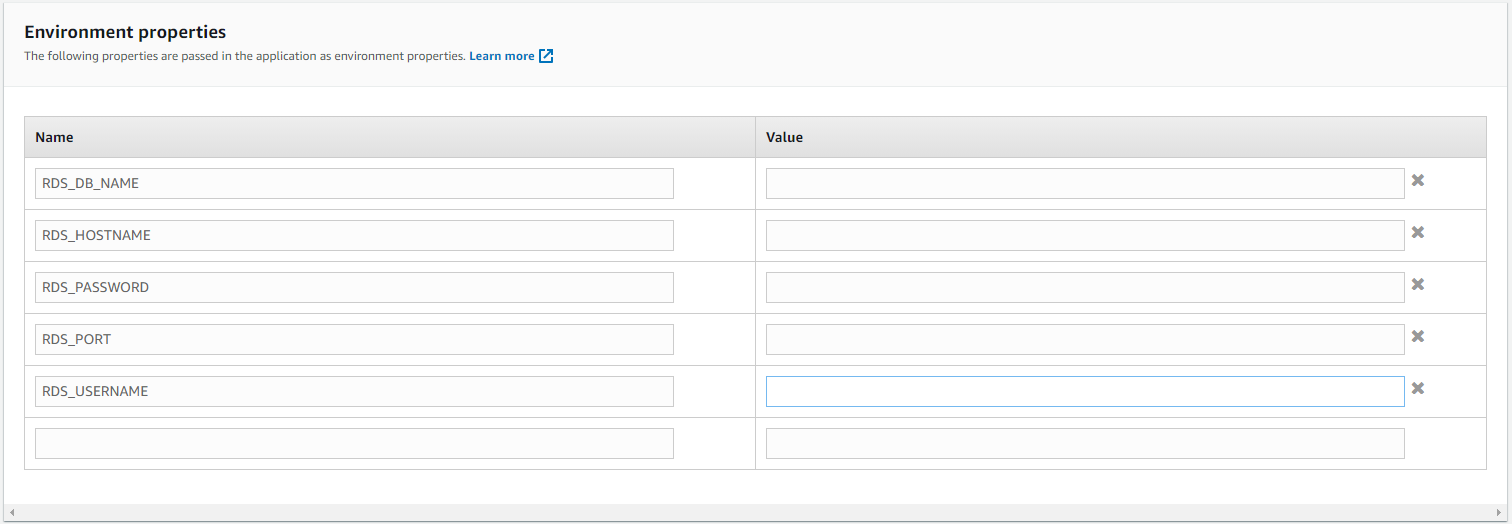 Environment properties
The following properties are passed in the application as environment properties. Learn more
Name Value
RDS_DB_NAME
RDS_HOSTNAME
RDS_PASSWORD
RDS_PORT
RDS_USERNAME